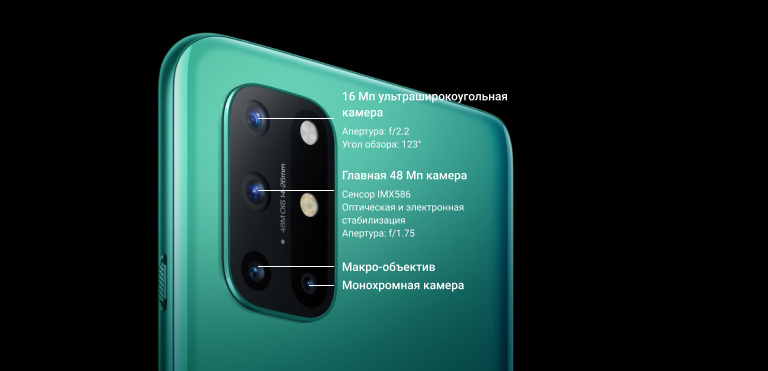 16 Мп ультраширокоугольная
камера
Апертура: f/2.2
Угол обзора: 123°
Главная 48 Мп камера
Сенсор IMX586
Оптическая и электронная
стабилизация
Апертура: f/1.75
Макро-объектив
Монохромная камера
48M OIS 14-26mm